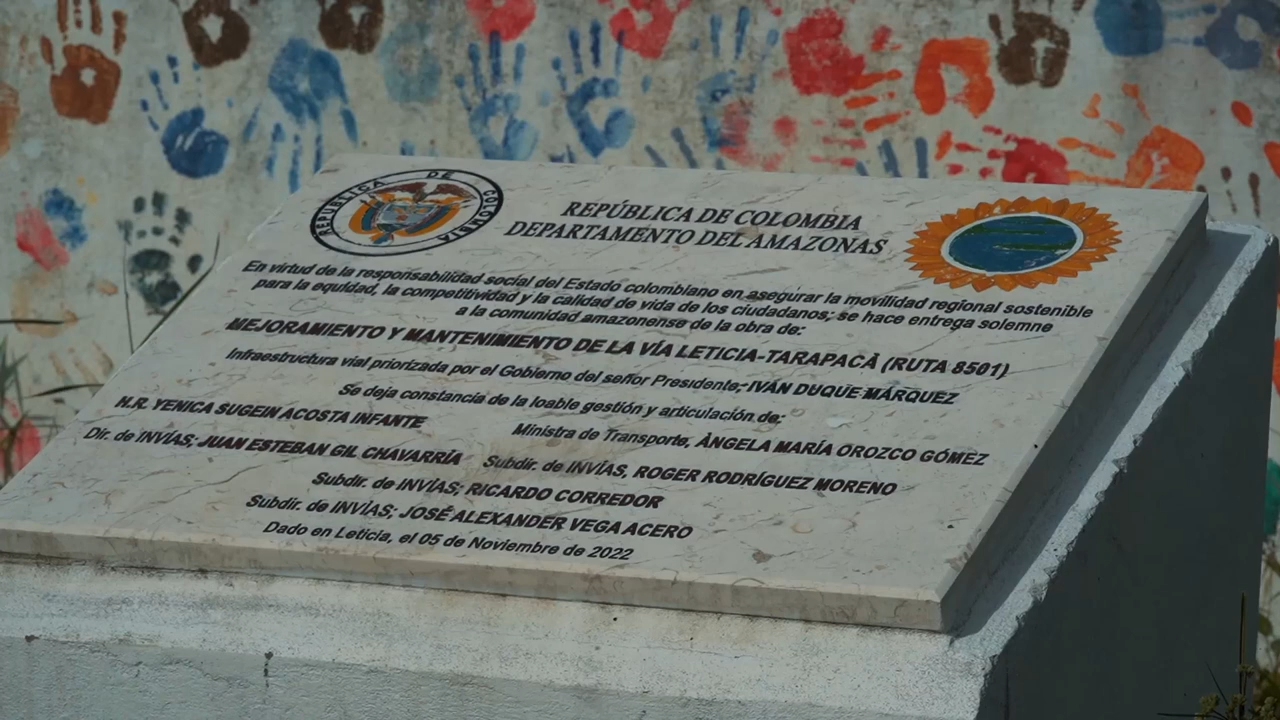 REPÚBLICA DE COLOMBIA
REPÚBLICA DE COLOMBIA
DEPARTAMENTO DEL AMAZONAS
En virtud de la responsabilidad social del Estado colombiano en asegurar la movilidad regional sostenible
para la equidad, la competitividad y la calidad de vida de los ciudadanos; se hace entrega solemne
a la comunidad amazonense de la obra de:
MEJORAMIENTO Y MANTENIMIENTO DE LA VÍA LETICIA-TARAPACÀ (RUTA 8501)
Infraestructura vial priorizada por el Gobierno del señor Presidente; IVÁN DUQUE MÁRQUEZ
Se deja constancia de la loable gestión y articulación de:
H.R. YENICA SUGEIN ACOSTA INFANTE Ministra de Transporte, ÀNGELA MARÍA OROZCO GÓMEZ
Dir. de INVÍAS; JUAN ESTEBAN GIL CHAVARRÍA Subdir. de INVÍAS, ROGER RODRÍGUEZ MORENO
Subdir. de INVÍAS; RICARDO CORREDOR
Subdir. de INVÍAS; JOSÉ ALEXANDER VEGA ACERO
Dado en Leticia, el 05 de Noviembre de 2022